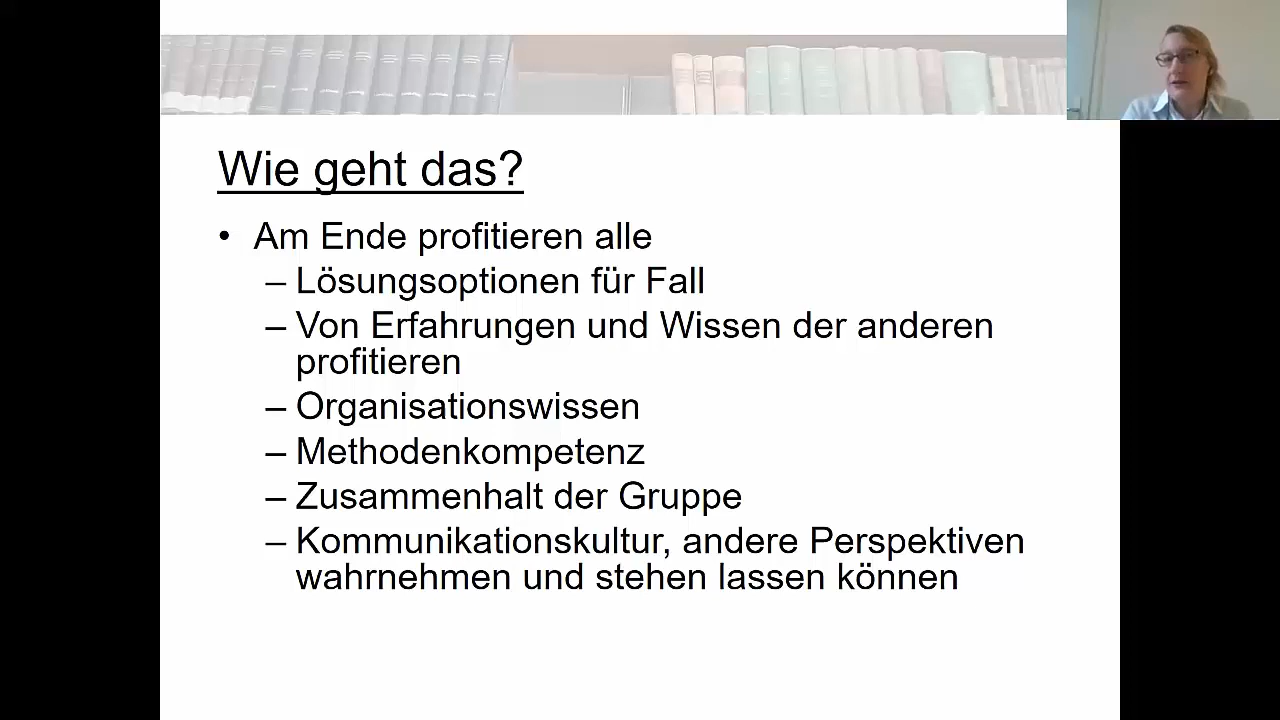 Wie geht das?
• Am Ende profitieren alle
– Lösungsoptionen für Fall
– Von Erfahrungen und Wissen der anderen
profitieren
– Organisationswissen
– Methodenkompetenz
– Zusammenhalt der Gruppe
– Kommunikationskultur, andere Perspektiven
wahrnehmen und stehen lassen können